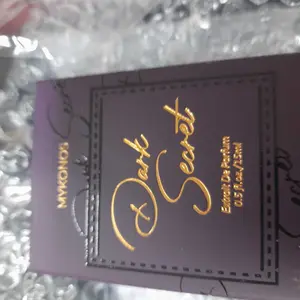 MYKONOS
Dark
Secret
Extrait De Parfum
0.5 fl.oz./15ml